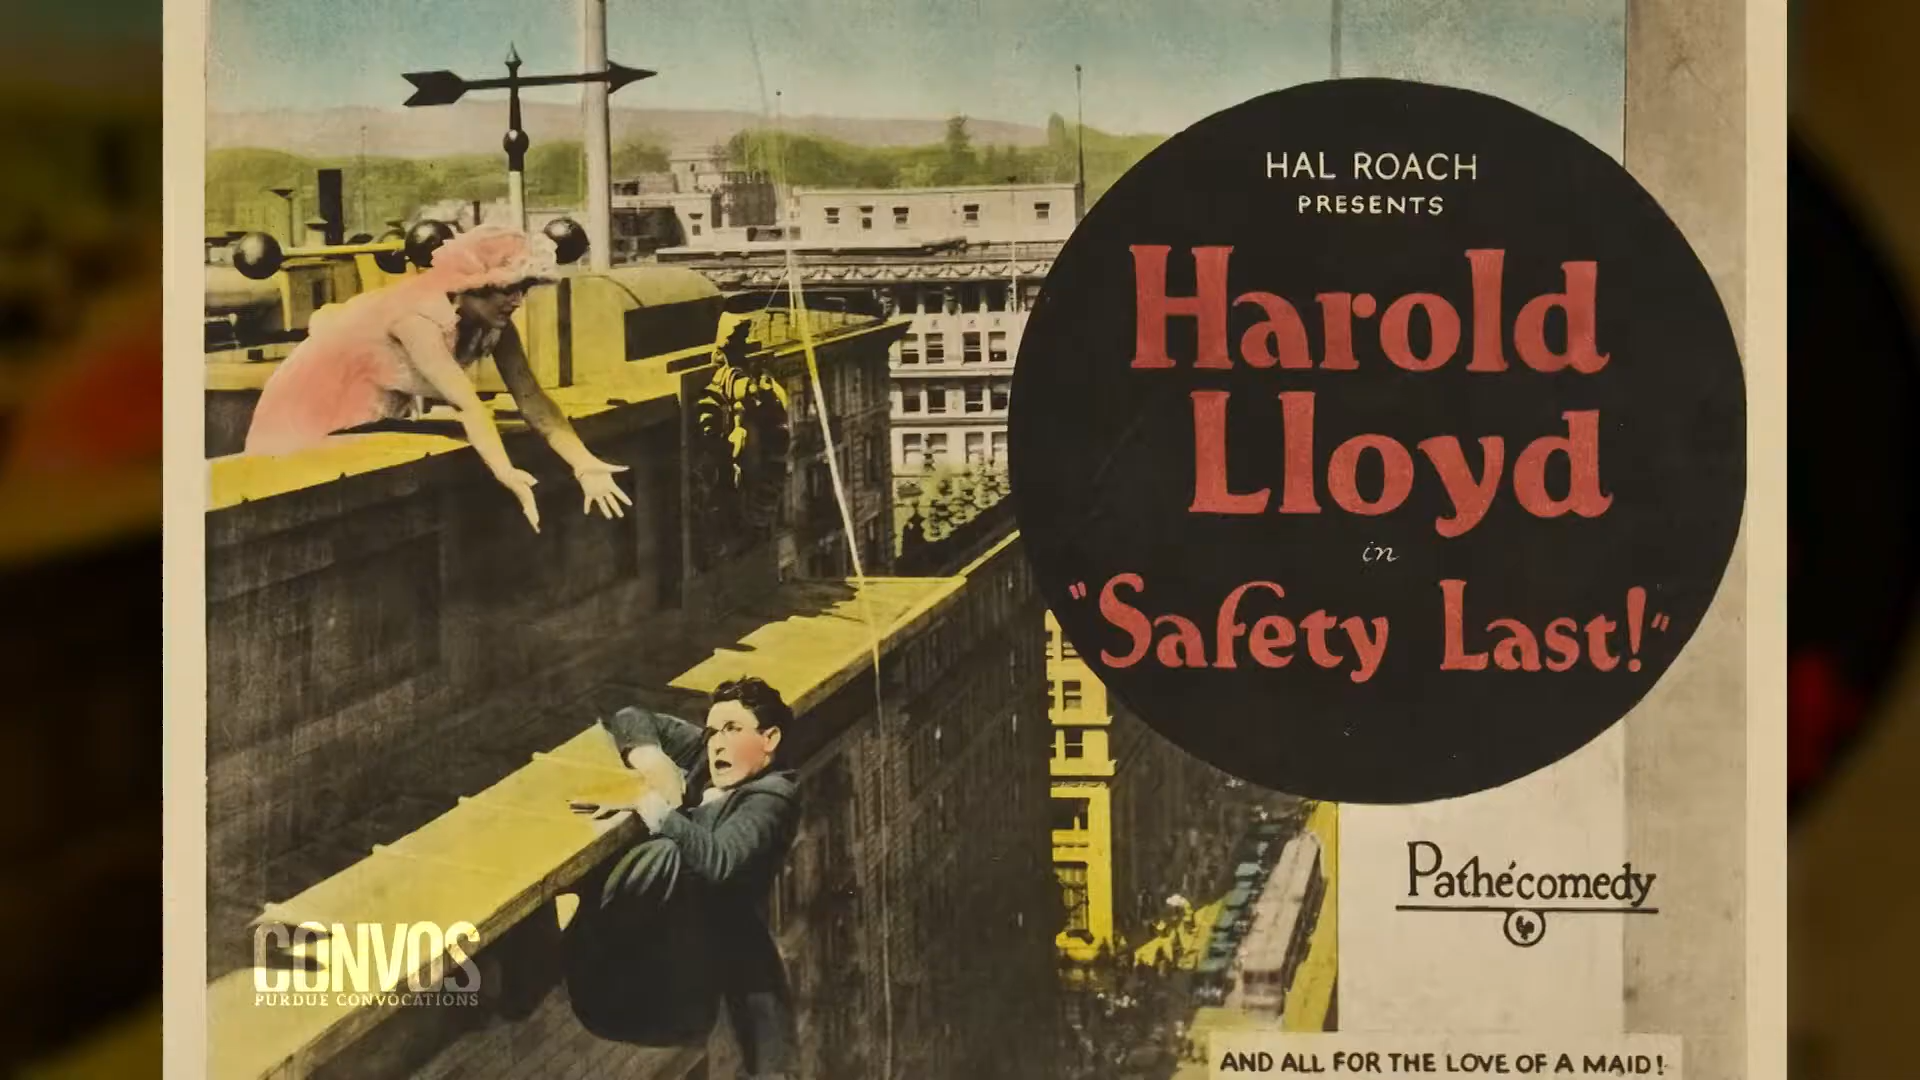 HAL ROACH
PRESENTS
Harold
Lloyd
in
"Safety Last!"
Pathécomedy
AND ALL FOR THE LOVE OF A MAID!
CONVOS
PURDUE CONVOCATIONS